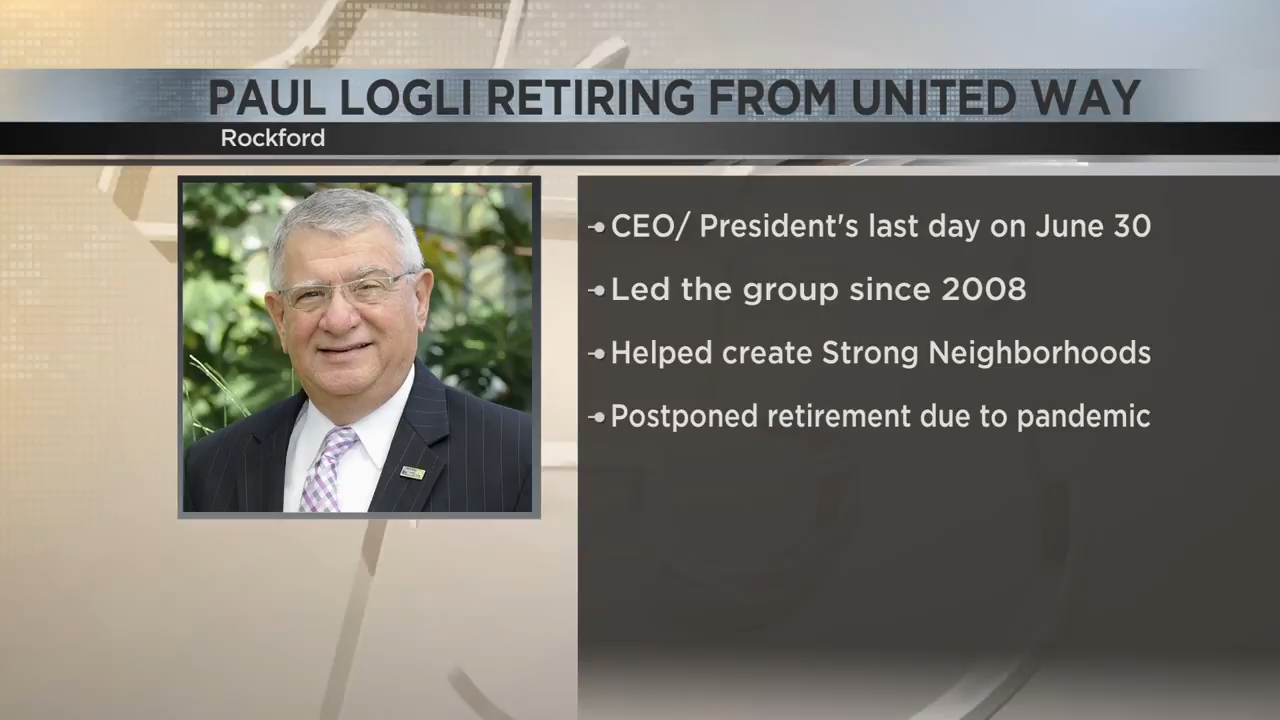 PAUL LOGLI RETIRING FROM UNITED WAY
Rockford
CEO/ President's last day on June 30
Led the group since 2008
Helped create Strong Neighborhoods
Postponed retirement due to pandemic